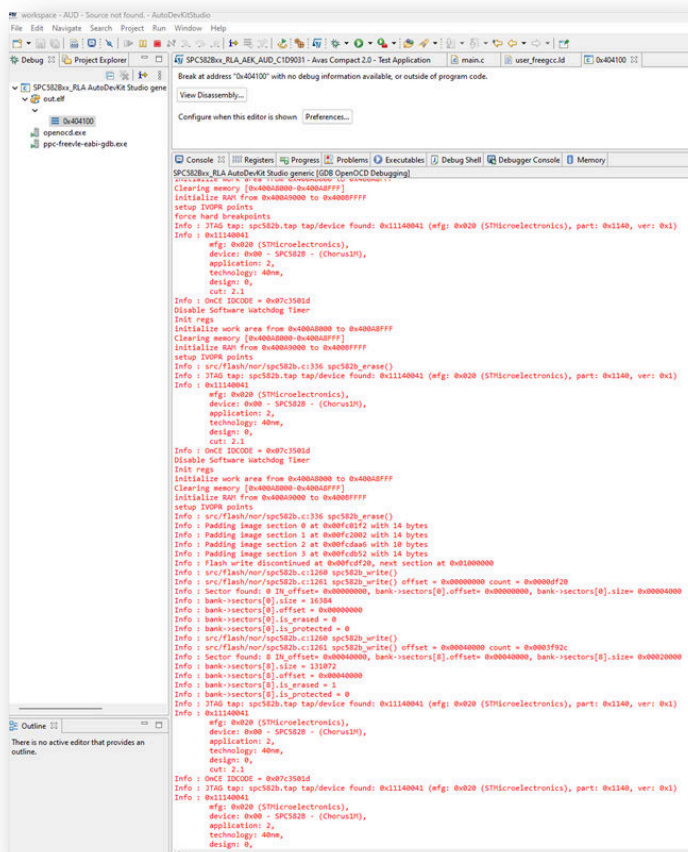 workspace - AUD - Source not found. - AutoDevKitStudio
File Edit Navigate Search Project Run Window Help
Debug Project Explorer
SPC582Bxx_RLA AutoDevKit Studio gene
out.elf
0x404100
openocd.exe
ppc-freevle-eabi-gdb.exe
SPC582Bxx_RLA_AEK_AUD_C1D9031 - Avas Compact 2.0 - Test Application main.c user_freegcc.ld 0x404100
Break at address "0x404100" with no debug information available, or outside of program code.
View Disassembly...
Configure when this editor is shown Preferences...
Console Registers Progress Problems Executables Debug Shell Debugger Console Memory
SPC582Bxx_RLA AutoDevKit Studio generic [GDB OpenOCD Debugging]
initialize work area from 0x400A8000 to 0x400A8FFF
Clearing memory [0x400A8000-0x400A8FFF]
initialize RAM from 0x400A9000 to 0x400BFFFF
setup IVOPR points
force hard breakpoints
Info : JTAG tap: spc582b.tap tap/device found: 0x11140041 (mfg: 0x020 (STMicroelectronics), part: 0x1140, ver: 0x1)
Info : 0x11140041
mfg: 0x020 (STMicroelectronics),
device: 0x00 - SPC582B - (Chorus1M),
application: 2,
technology: 40nm,
design: 0,
cut: 2.1
Info : OnCE IDCODE = 0x07c3501d
Disable Software Watchdog Timer
Init regs
initialize work area from 0x400A8000 to 0x400A8FFF
Clearing memory [0x400A8000-0x400A8FFF]
initialize RAM from 0x400A9000 to 0x400BFFFF
setup IVOPR points
Info : src/flash/nor/spc582b.c:336 spc582b_erase()
Info : JTAG tap: spc582b.tap tap/device found: 0x11140041 (mfg: 0x020 (STMicroelectronics), part: 0x1140, ver: 0x1)
Info : 0x11140041
mfg: 0x020 (STMicroelectronics),
device: 0x00 - SPC582B - (Chorus1M),
application: 2,
technology: 40nm,
design: 0,
cut: 2.1
Info : OnCE IDCODE = 0x07c3501d
Disable Software Watchdog Timer
Init regs
initialize work area from 0x400A8000 to 0x400A8FFF
Clearing memory [0x400A8000-0x400A8FFF]
initialize RAM from 0x400A9000 to 0x400BFFFF
setup IVOPR points
Info : src/flash/nor/spc582b.c:336 spc582b_erase()
Info : Padding image section 0 at 0x00fc01f2 with 14 bytes
Info : Padding image section 1 at 0x00fc2002 with 14 bytes
Info : Padding image section 2 at 0x00fcdaa6 with 10 bytes
Info : Padding image section 3 at 0x00fcdb52 with 14 bytes
Info : Flash write discontinued at 0x00fcdf20, next section at 0x01000000
Info : src/flash/nor/spc582b.c:1260 spc582b_write()
Info : src/flash/nor/spc582b.c:1261 spc582b_write() offset = 0x00000000 count = 0x0000df20
Info : Sector found: 0 IN_offset= 0x00000000, bank->sectors[0].offset= 0x00000000, bank->sectors[0].size= 0x00004000
Info : bank->sectors[0].size = 16384
Info : bank->sectors[0].offset = 0x00000000
Info : bank->sectors[0].is_erased = 0
Info : bank->sectors[0].is_protected = 0
Info : src/flash/nor/spc582b.c:1260 spc582b_write()
Info : src/flash/nor/spc582b.c:1261 spc582b_write() offset = 0x00040000 count = 0x0003f92c
Info : Sector found: 8 IN_offset= 0x00040000, bank->sectors[8].offset= 0x00040000, bank->sectors[8].size= 0x00020000
Info : bank->sectors[8].size = 131072
Info : bank->sectors[8].offset = 0x00040000
Info : bank->sectors[8].is_erased = 1
Info : bank->sectors[8].is_protected = 0
Info : JTAG tap: spc582b.tap tap/device found: 0x11140041 (mfg: 0x020 (STMicroelectronics), part: 0x1140, ver: 0x1)
Info : 0x11140041
mfg: 0x020 (STMicroelectronics),
device: 0x00 - SPC582B - (Chorus1M),
application: 2,
technology: 40nm,
design: 0,
cut: 2.1
Info : OnCE IDCODE = 0x07c3501d
Info : JTAG tap: spc582b.tap tap/device found: 0x11140041 (mfg: 0x020 (STMicroelectronics), part: 0x1140, ver: 0x1)
Info : 0x11140041
mfg: 0x020 (STMicroelectronics),
device: 0x00 - SPC582B - (Chorus1M),
application: 2,
technology: 40nm,
design: 0,
Outline
There is no active editor that provides an
outline.